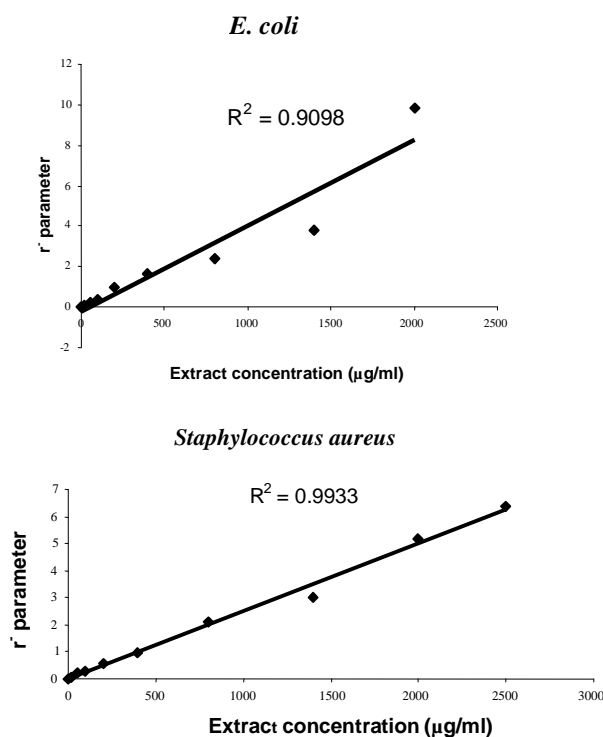 E. coli
12
10
8
6
4
2
0
-2
R² = 0.9098
r⁻ parameter
0 500 1000 1500 2000 2500
Extract concentration (µg/ml)
Staphylococcus aureus
7
6
5
4
3
2
1
0
R² = 0.9933
r⁻ parameter
0 500 1000 1500 2000 2500 3000
Extract concentration (µg/ml)